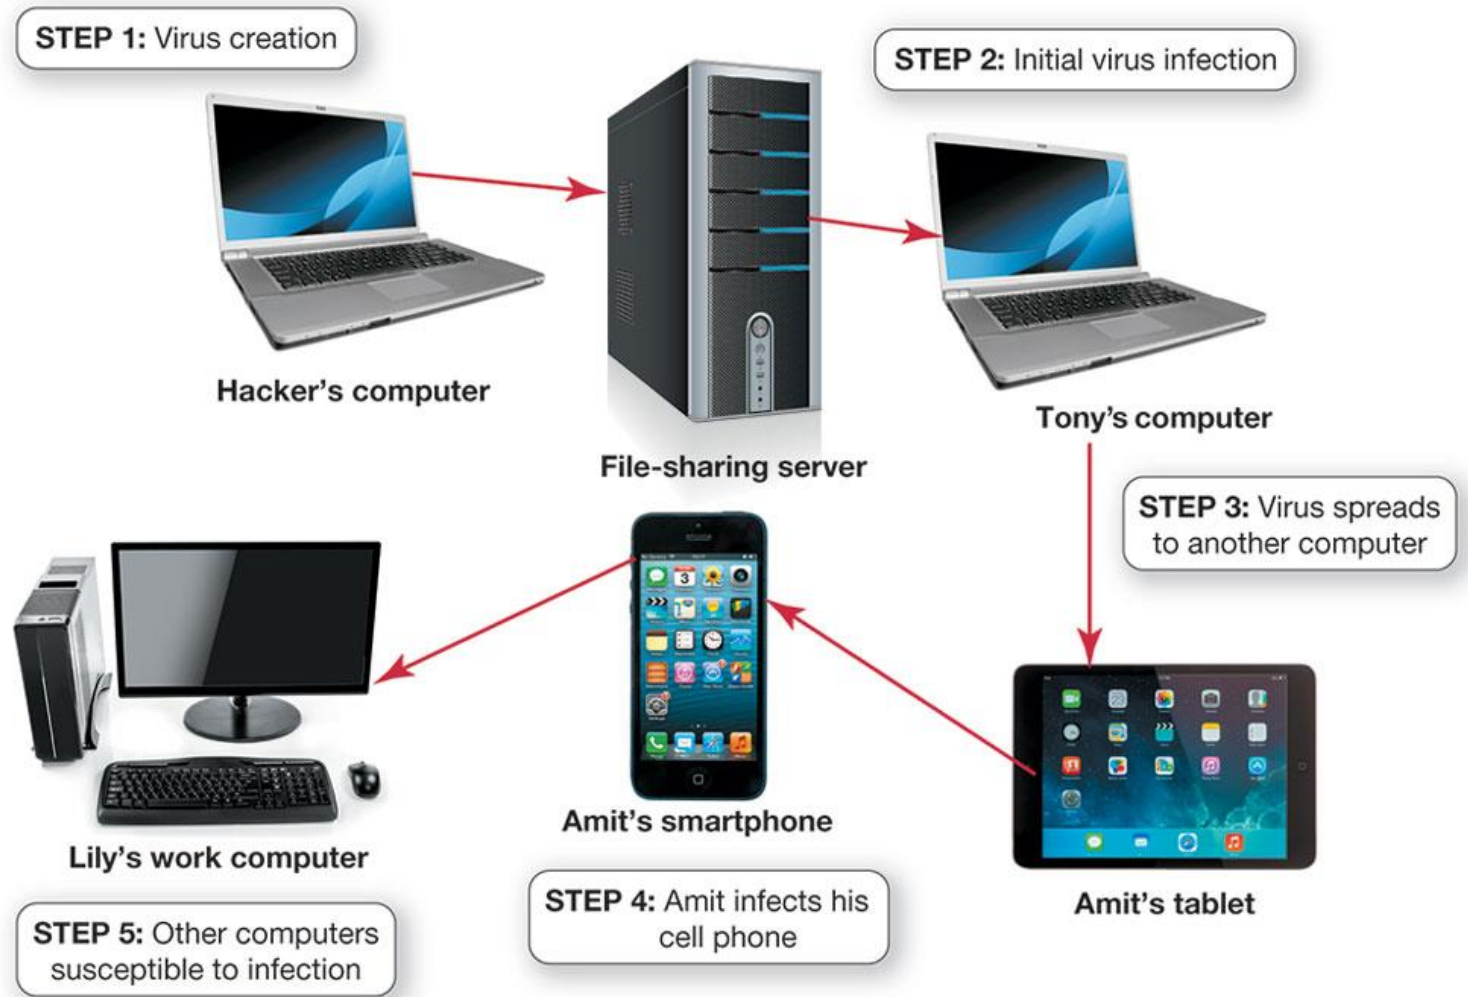 STEP 1: Virus creation
STEP 2: Initial virus infection
Hacker's computer
File-sharing server
Tony's computer
STEP 3: Virus spreads
to another computer
Amit's tablet
Amit's smartphone
STEP 4: Amit infects his
cell phone
Lily's work computer
STEP 5: Other computers
susceptible to infection